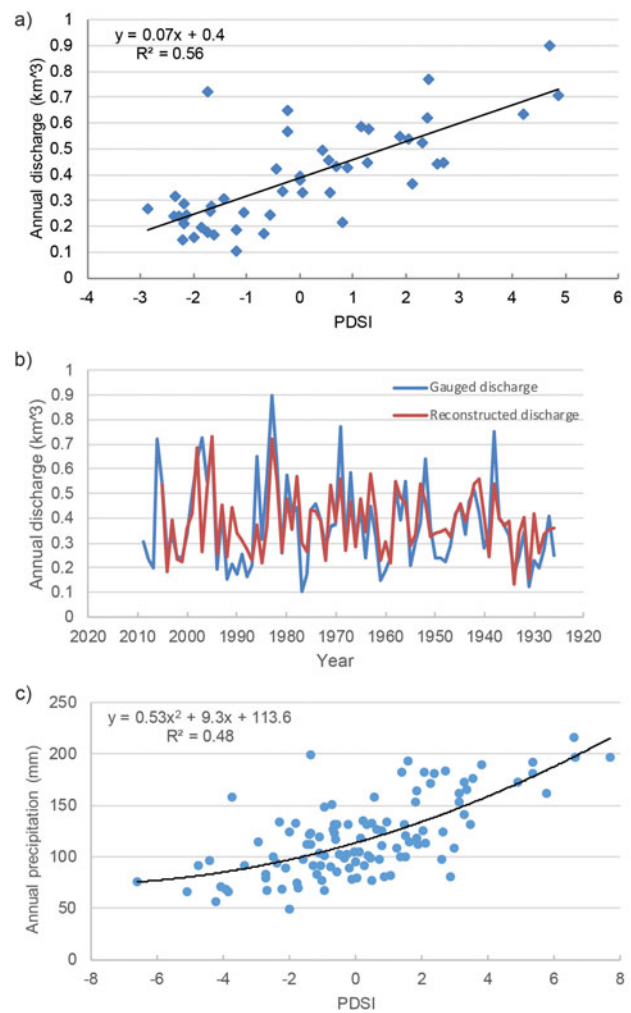 a)
y = 0.07x + 0.4
R² = 0.56
1
0.9
0.8
0.7
0.6
0.5
0.4
0.3
0.2
0.1
0
Annual discharge (km^3)
-4 -3 -2 -1 0 1 2 3 4 5 6
PDSI
b)
1
0.9
0.8
0.7
0.6
0.5
0.4
0.3
0.2
0.1
0
Annual discharge (km^3)
Gauged discharge
Reconstructed discharge
2020 2010 2000 1990 1980 1970 1960 1950 1940 1930 1920
Year
c)
y = 0.53x² + 9.3x + 113.6
R² = 0.48
250
200
150
100
50
0
Annual precipitation (mm)
-8 -6 -4 -2 0 2 4 6 8
PDSI